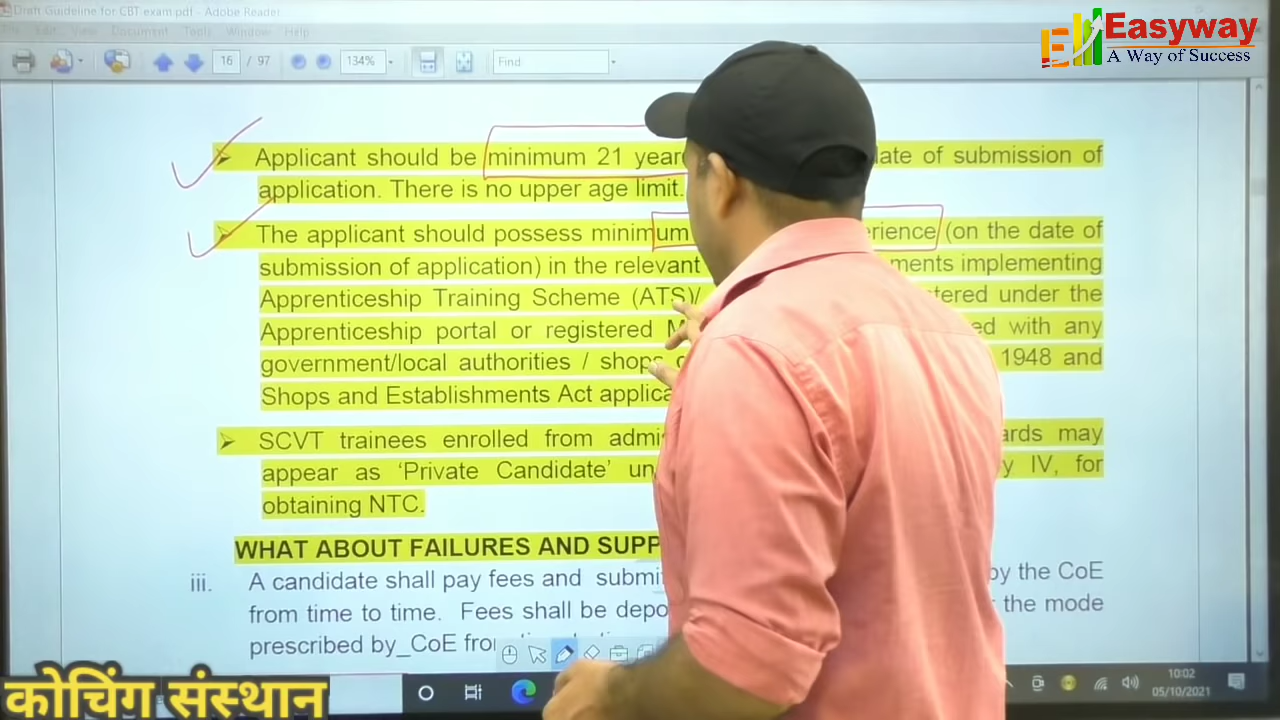 Draft Guideline for CBT exam.pdf - Adobe Reader
File Edit View Document Tools Window Help
16 / 97 134% Find
Easyway
A Way of Success
Applicant should be minimum 21 year date of submission of
application. There is no upper age limit.
The applicant should possess minimum erience (on the date of
submission of application) in the relevant ments implementing
Apprenticeship Training Scheme (ATS)/ stered under the
Apprenticeship portal or registered M ed with any
government/local authorities / shops 1948 and
Shops and Establishments Act applica
SCVT trainees enrolled from admi ards may
appear as ‘Private Candidate’ un y IV, for
obtaining NTC.
WHAT ABOUT FAILURES AND SUPP
iii. A candidate shall pay fees and submi by the CoE
from time to time. Fees shall be depo the mode
prescribed by_CoE from
10:02
05/10/2021
कोचिंग संस्थान